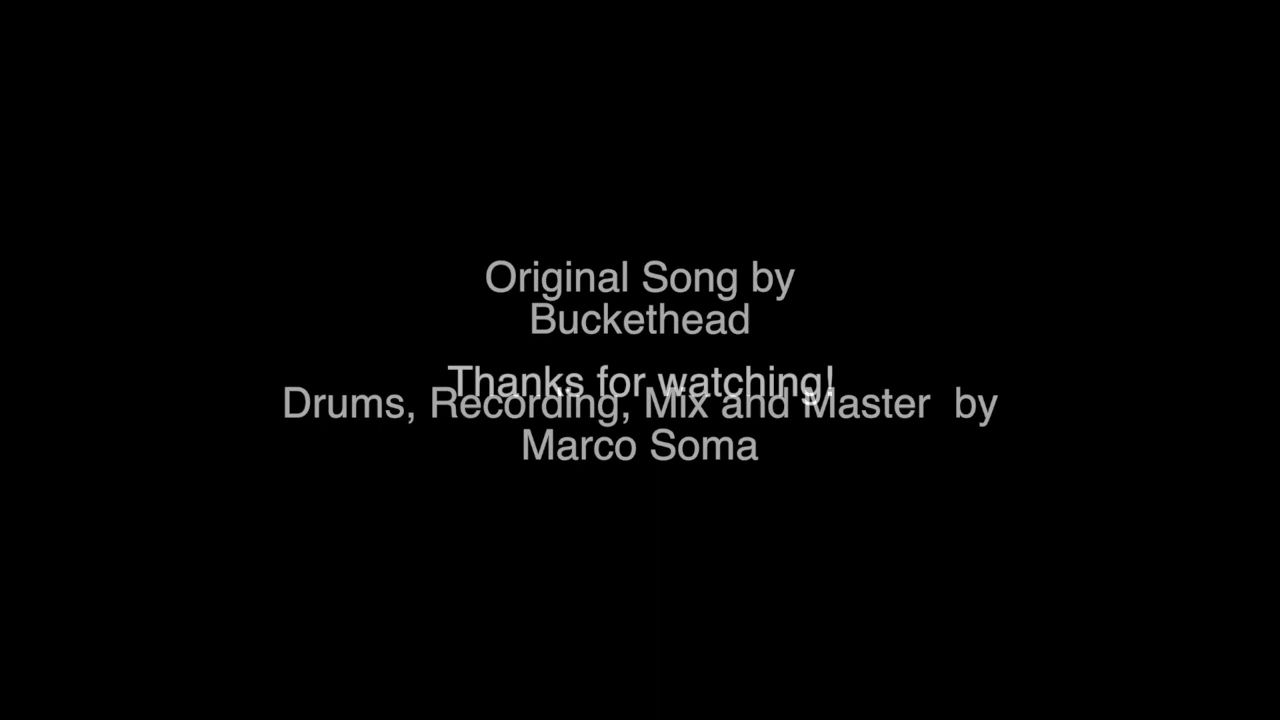 Original Song by
Buckethead
Thanks for watching!
Drums, Recording, Mix and Master  by
Marco Soma